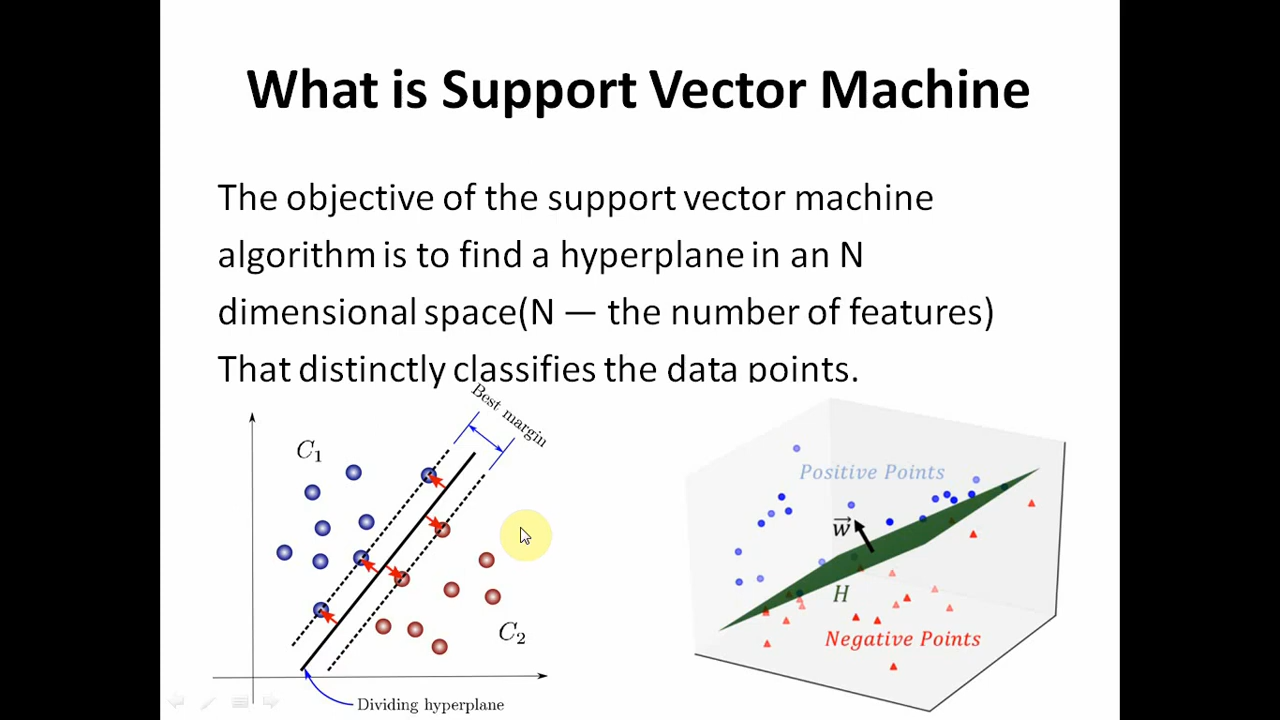 What is Support Vector Machine
The objective of the support vector machine
algorithm is to find a hyperplane in an N
dimensional space(N — the number of features)
That distinctly classifies the data points.
Best margin
C₁
C₂
Dividing hyperplane
Positive Points
w⃗
H
Negative Points